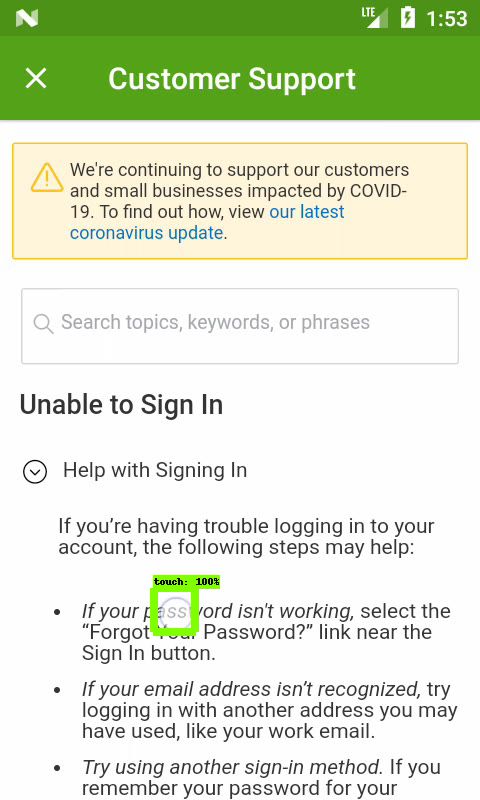 LTE 1:53
Customer Support
We're continuing to support our customers
and small businesses impacted by COVID-
19. To find out how, view our latest
coronavirus update.
Search topics, keywords, or phrases
Unable to Sign In
Help with Signing In
If you’re having trouble logging in to your
account, the following steps may help:
touch: 100%
• If your password isn't working, select the
“Forgot Your Password?” link near the
Sign In button.
• If your email address isn’t recognized, try
logging in with another address you may
have used, like your work email.
• Try using another sign-in method. If you
remember your password for your